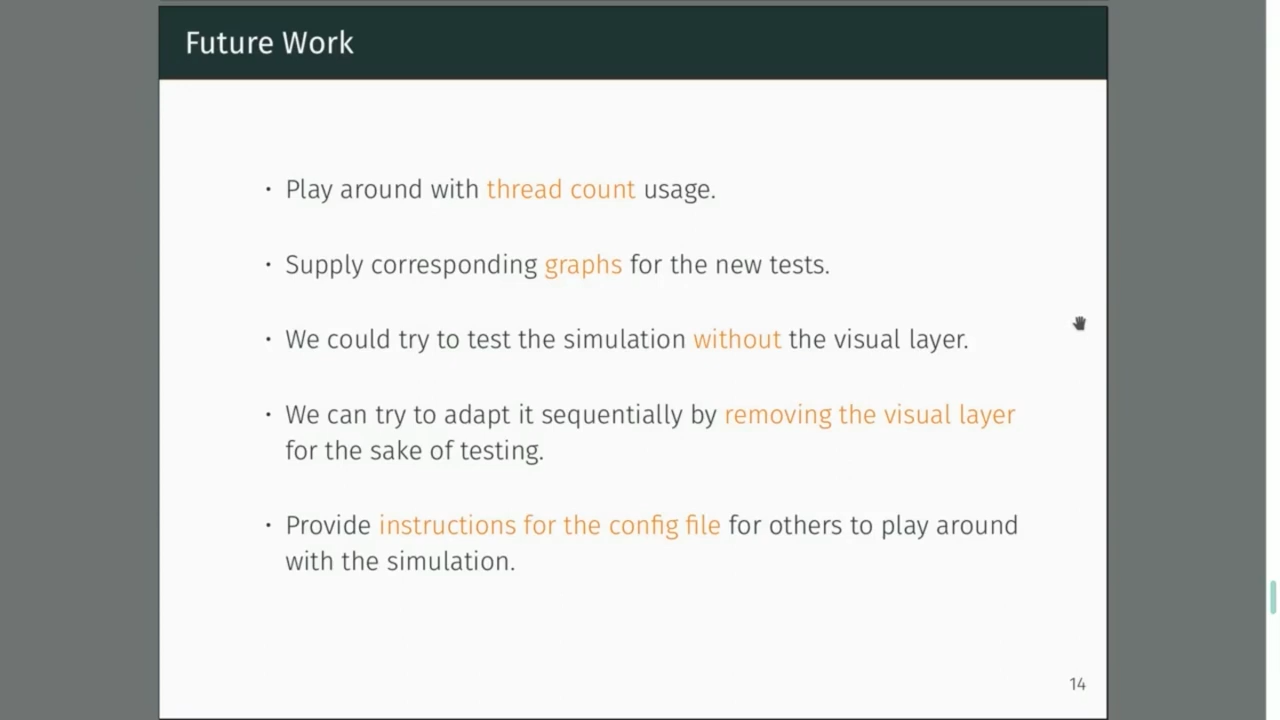 Future Work
• Play around with thread count usage.
• Supply corresponding graphs for the new tests.
• We could try to test the simulation without the visual layer.
• We can try to adapt it sequentially by removing the visual layer
for the sake of testing.
• Provide instructions for the config file for others to play around
with the simulation.
14